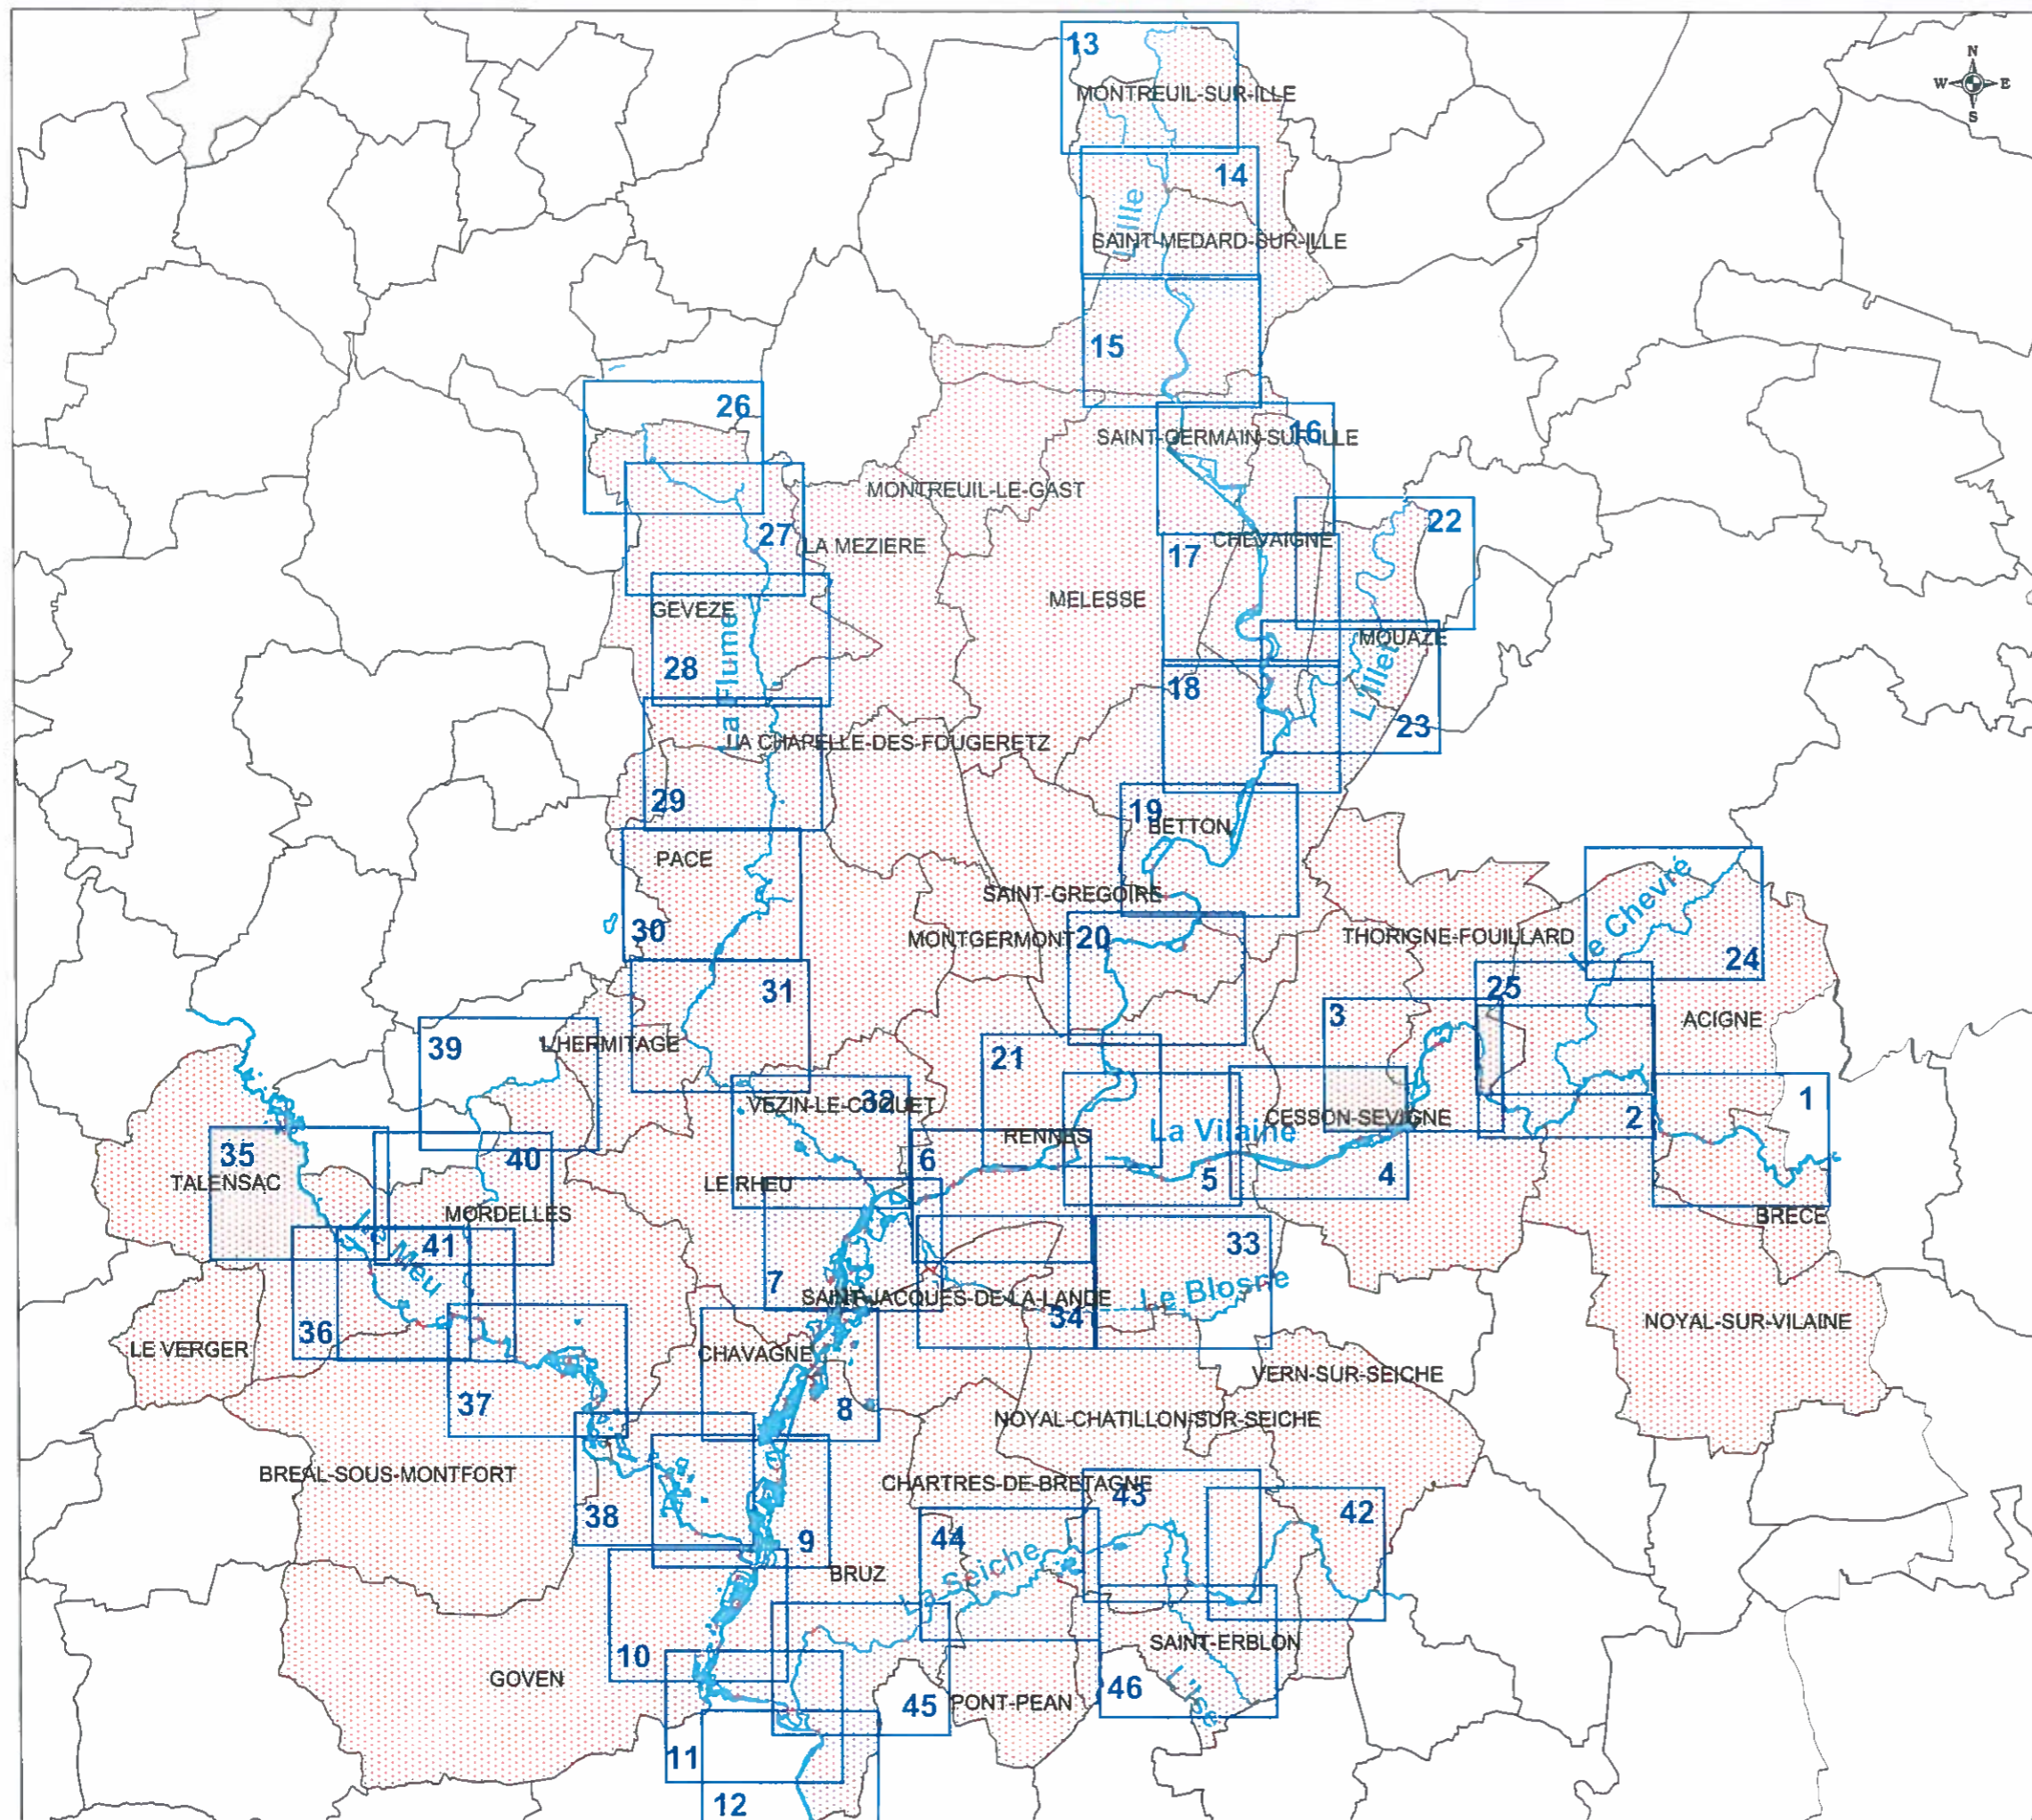 13
N
W E
S
MONTREUIL-SUR-ILLE
14
L'Ille
SAINT-MEDARD-SUR-ILLE
15
26
16
SAINT-GERMAIN-SUR-ILLE
MONTREUIL-LE-GAST
22
27
LA MEZIERE
CHEVAIGNE
17
MELESSE
GEVEZE
MOUAZE
28
La Flume
18
L'Illet
23
LA CHAPELLE-DES-FOUGERETZ
29
19
BETTON
PACE
SAINT-GREGOIRE
Le Chevré
30
MONTGERMONT
20
THORIGNE-FOUILLARD
24
31
25
3
ACIGNE
39
L'HERMITAGE
21
1
VEZIN-LE-COQUET
32
CESSON-SEVIGNE
2
RENNES
La Vilaine
35
40
6
5
4
TALENSAC
LE RHEU
MORDELLES
BRECE
41
Le Meu
33
7
SAINT-JACQUES-DE-LA-LANDE
Le Blosne
34
36
NOYAL-SUR-VILAINE
LE VERGER
CHAVAGNE
VERN-SUR-SEICHE
37
8
NOYAL-CHATILLON-SUR-SEICHE
BREAL-SOUS-MONTFORT
CHARTRES-DE-BRETAGNE
43
42
38
9
44
BRUZ
La Seiche
10
SAINT-ERBLON
GOVEN
46
L'Ise
45
PONT-PEAN
11
12